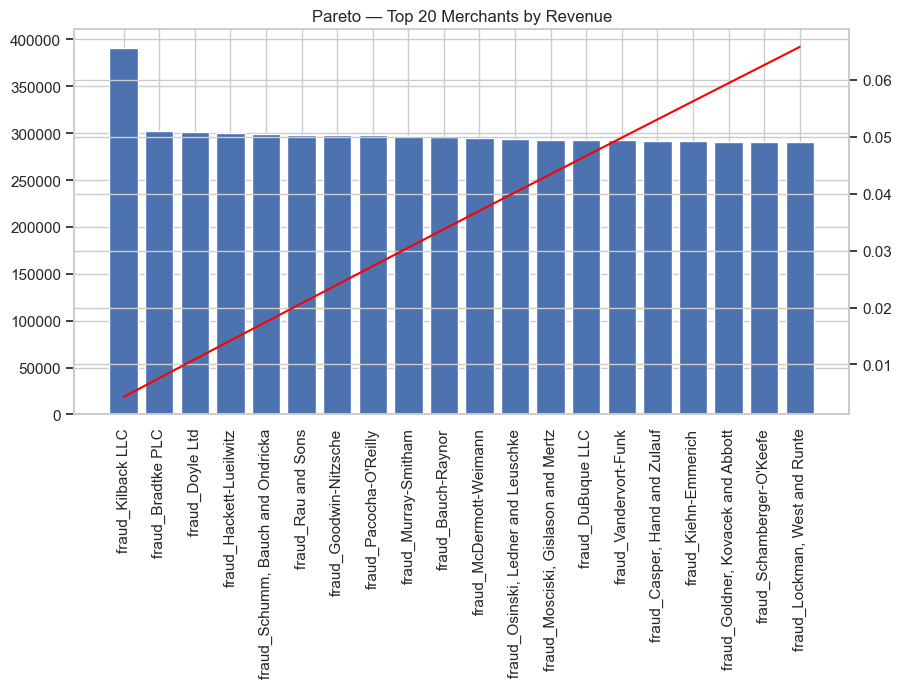 Pareto — Top 20 Merchants by Revenue
400000
350000
300000
250000
200000
150000
100000
50000
0
0.06
0.05
0.04
0.03
0.02
0.01
fraud_Kilback LLC
fraud_Bradtke PLC
fraud_Doyle Ltd
fraud_Hackett-Lueilwitz
fraud_Schumm, Bauch and Ondricka
fraud_Rau and Sons
fraud_Goodwin-Nitzsche
fraud_Pacocha-O'Reilly
fraud_Murray-Smitham
fraud_Bauch-Raynor
fraud_McDermott-Weimann
fraud_Osinski, Ledner and Leuschke
fraud_Mosciski, Gislason and Mertz
fraud_DuBuque LLC
fraud_Vandervort-Funk
fraud_Casper, Hand and Zulauf
fraud_Kiehn-Emmerich
fraud_Goldner, Kovacek and Abbott
fraud_Schamberger-O'Keefe
fraud_Lockman, West and Runte